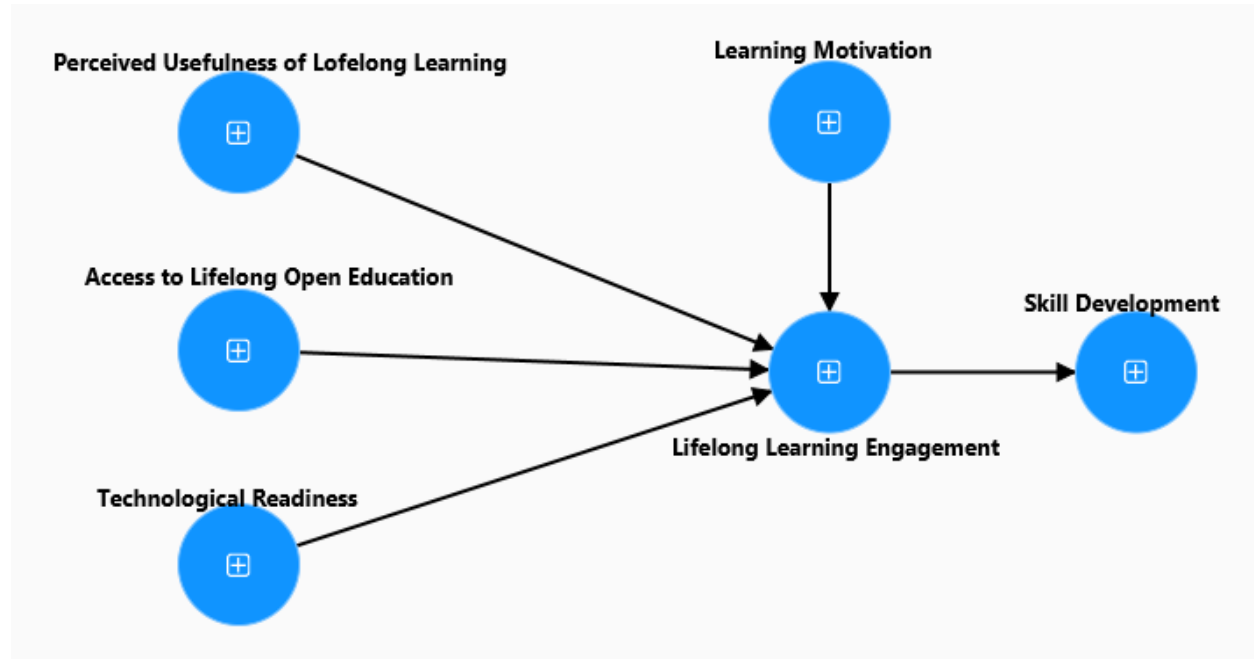 Perceived Usefulness of Lofelong Learning
Learning Motivation
Access to Lifelong Open Education
Skill Development
Lifelong Learning Engagement
Technological Readiness